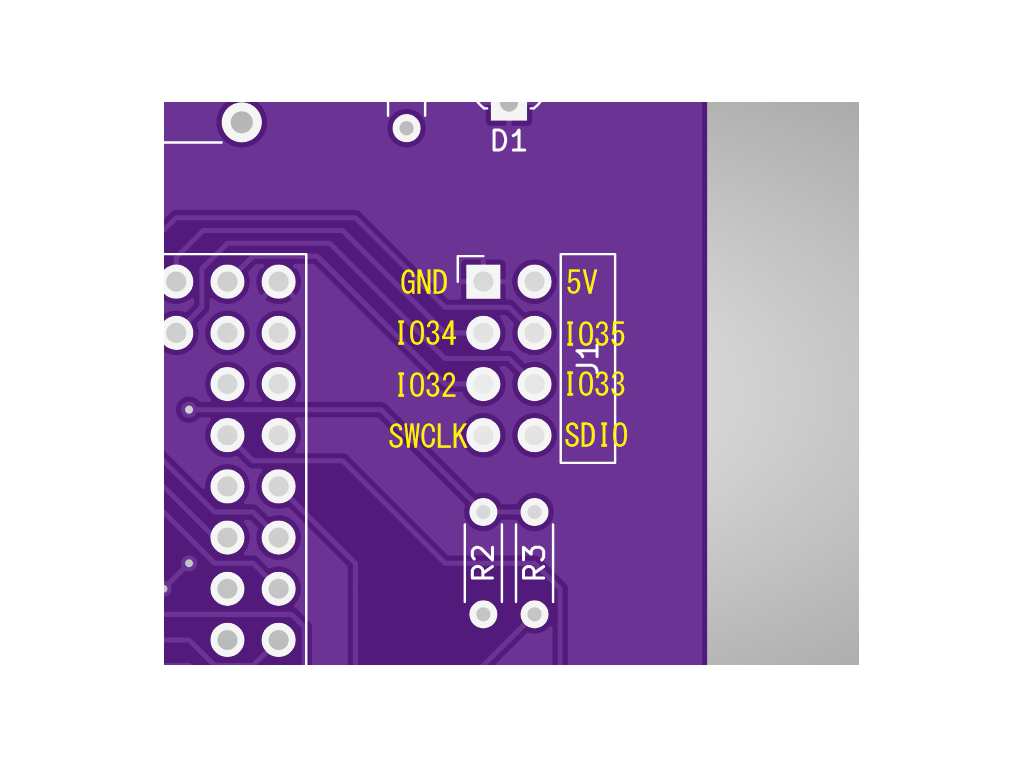 D1
GND 5V
IO34 IO35
J1
IO32 IO33
SWCLK SDIO
R2 R3